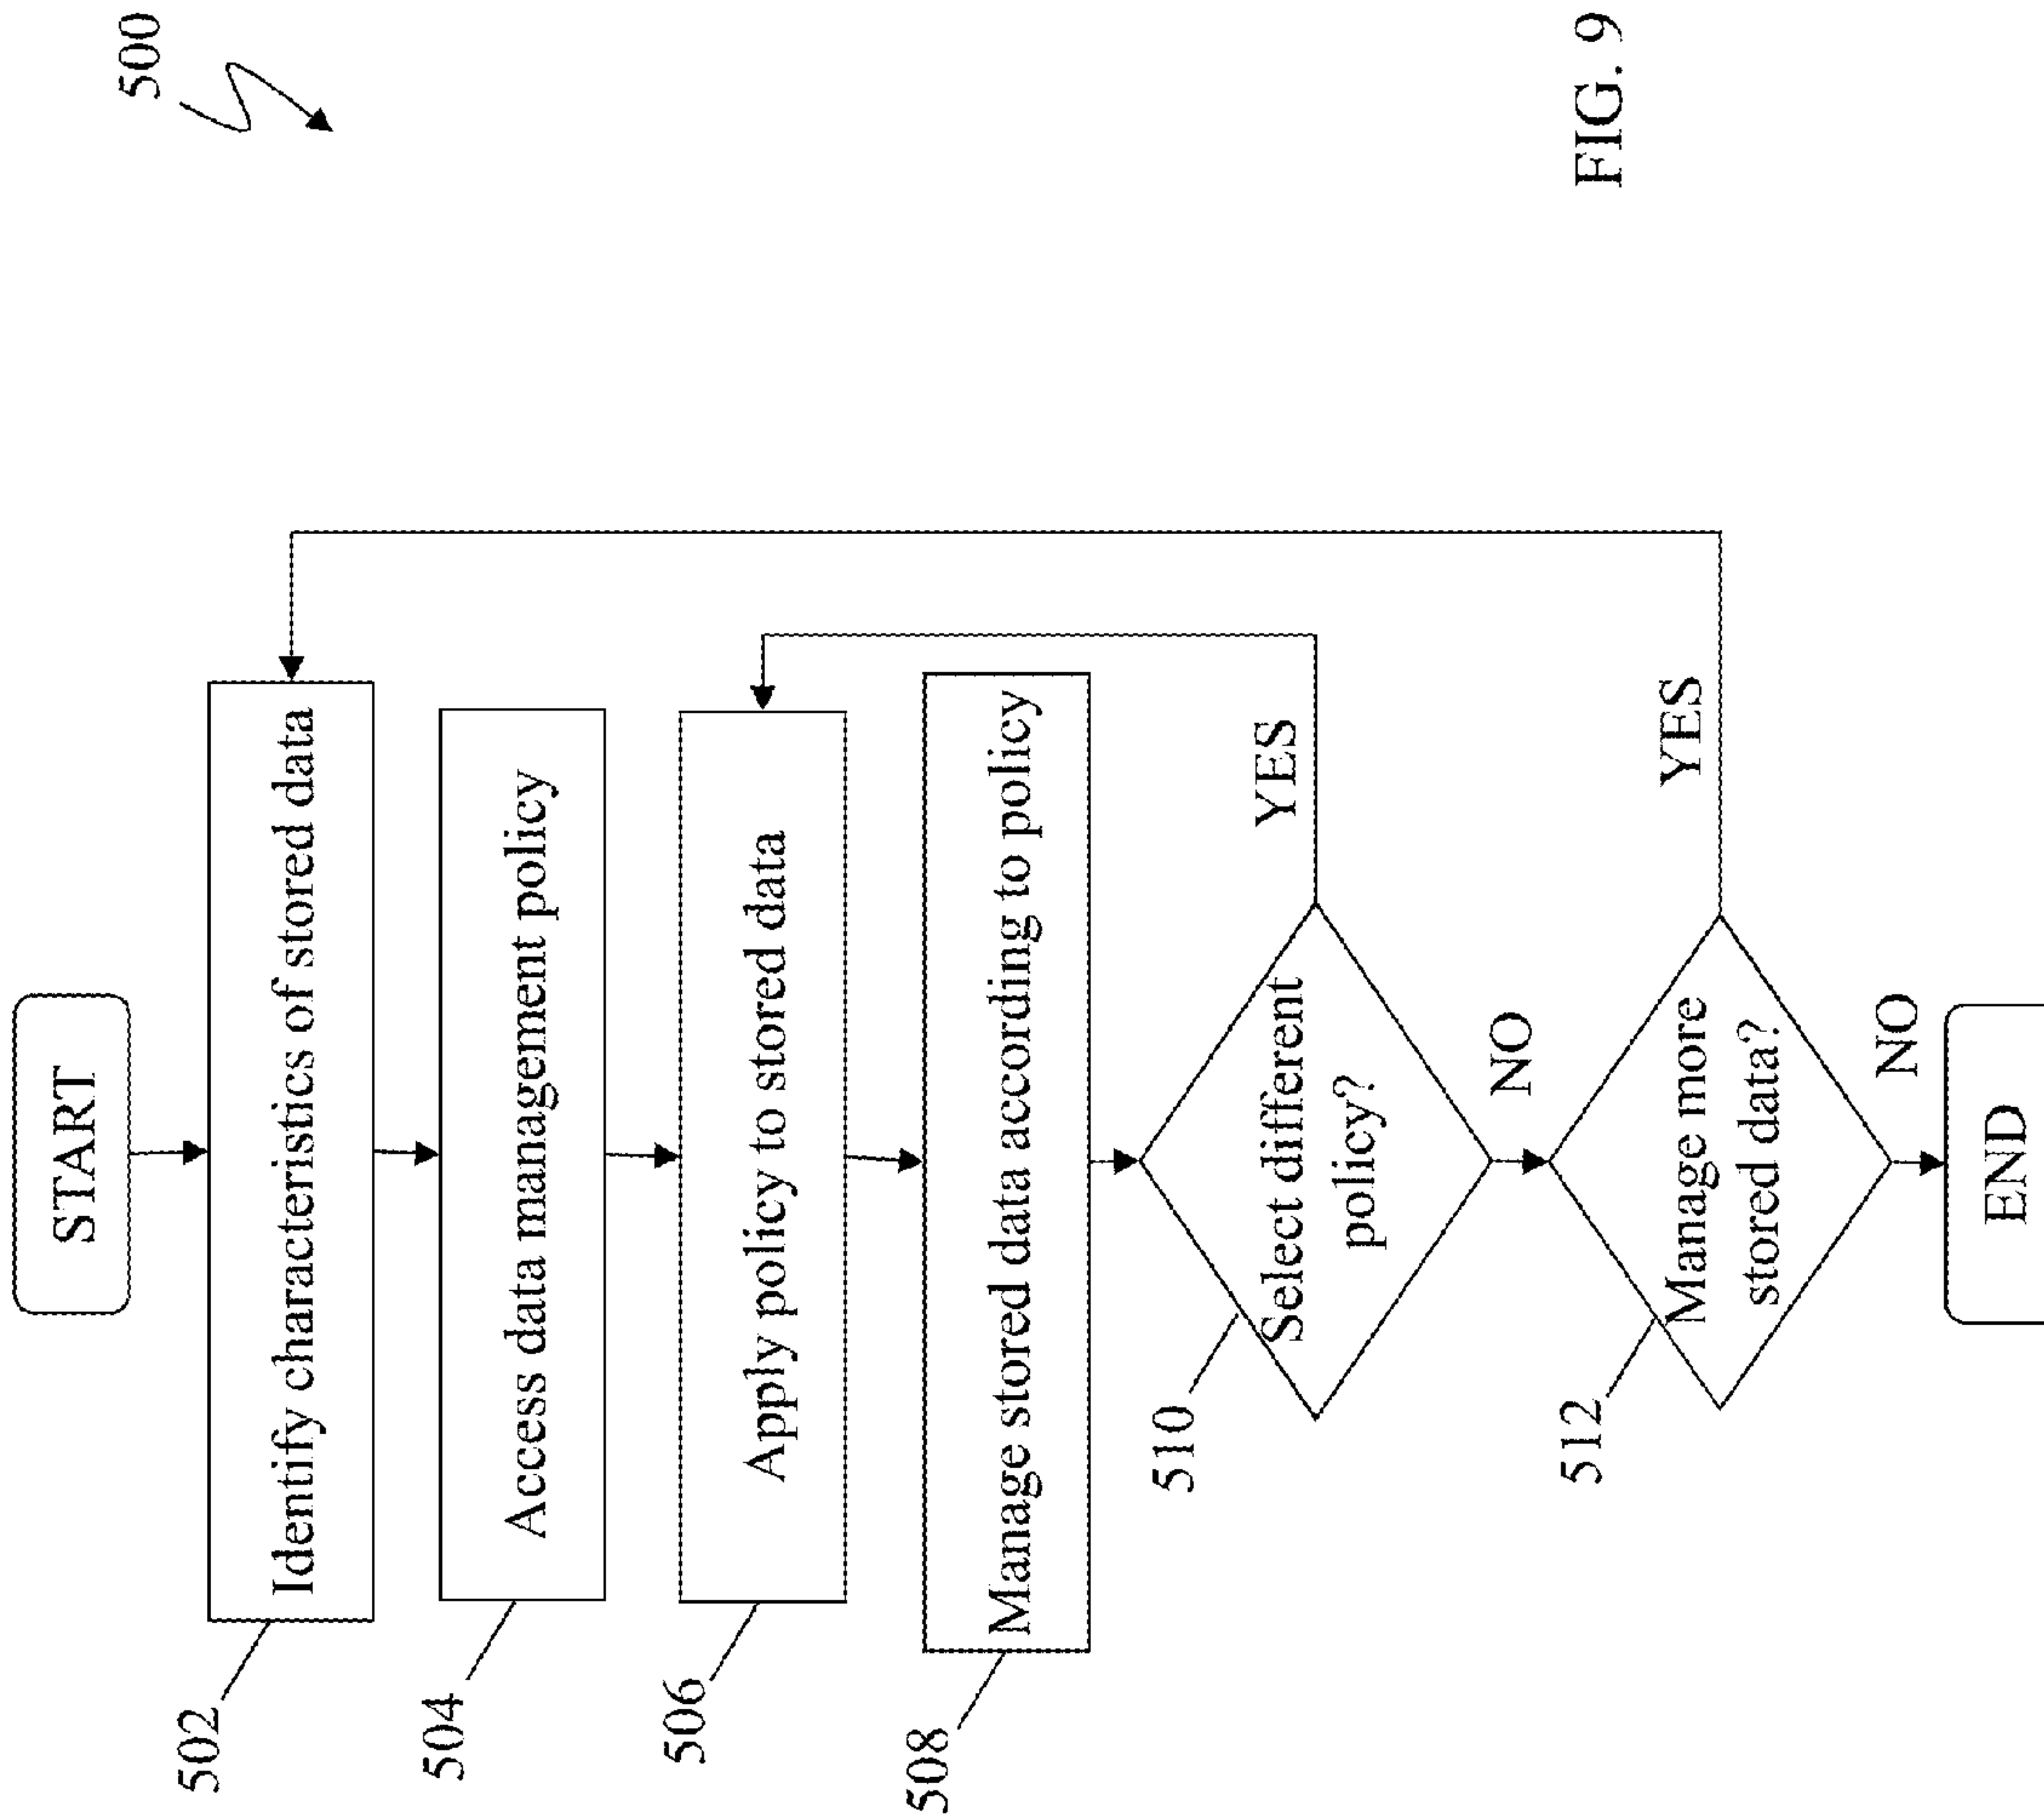 500
START
502
Identify characteristics of stored data
504
Access data management policy
506
Apply policy to stored data
508
Manage stored data according to policy
510
Select different
policy?
YES
NO
512
Manage more
stored data?
YES
NO
END
FIG. 9